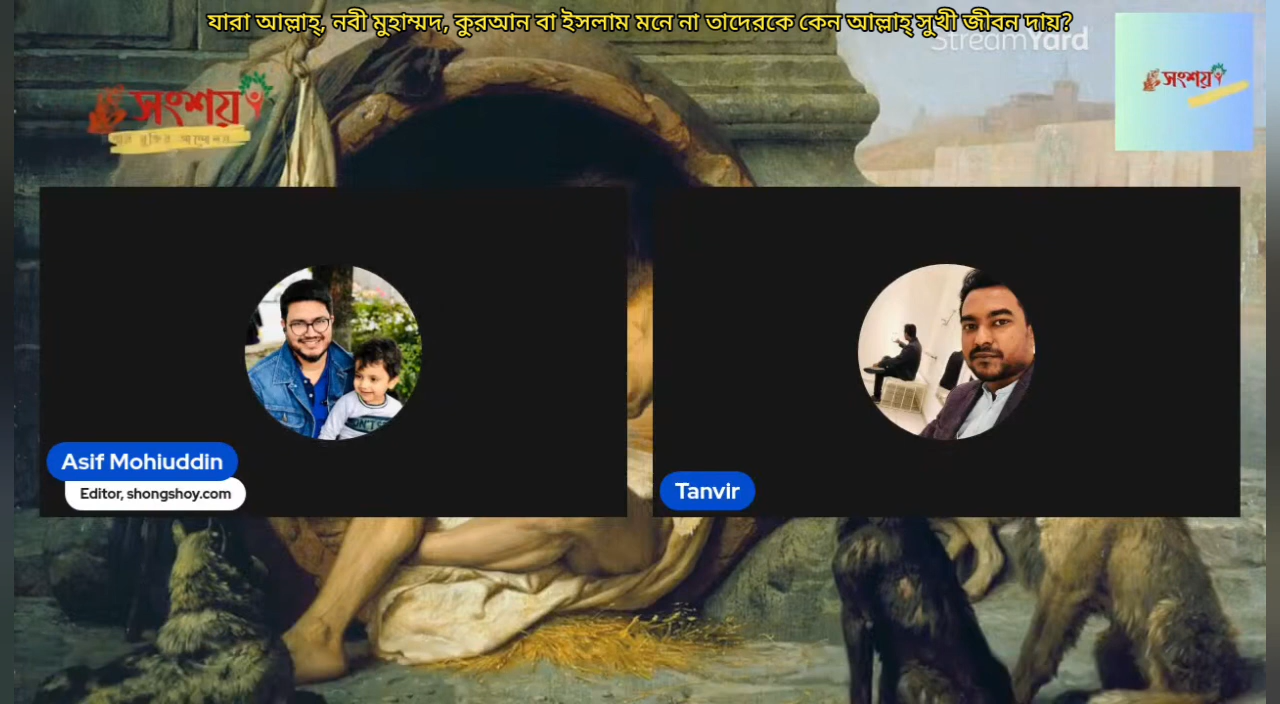 যারা আল্লাহ্, নবী মুহাম্মদ, কুরআন বা ইসলাম মনে না তাদেরকে কেন আল্লাহ্ সুখী জীবন দায়?
StreamYard
সংশয়
সংশয়
Asif Mohiuddin
Editor, shongshoy.com
Tanvir